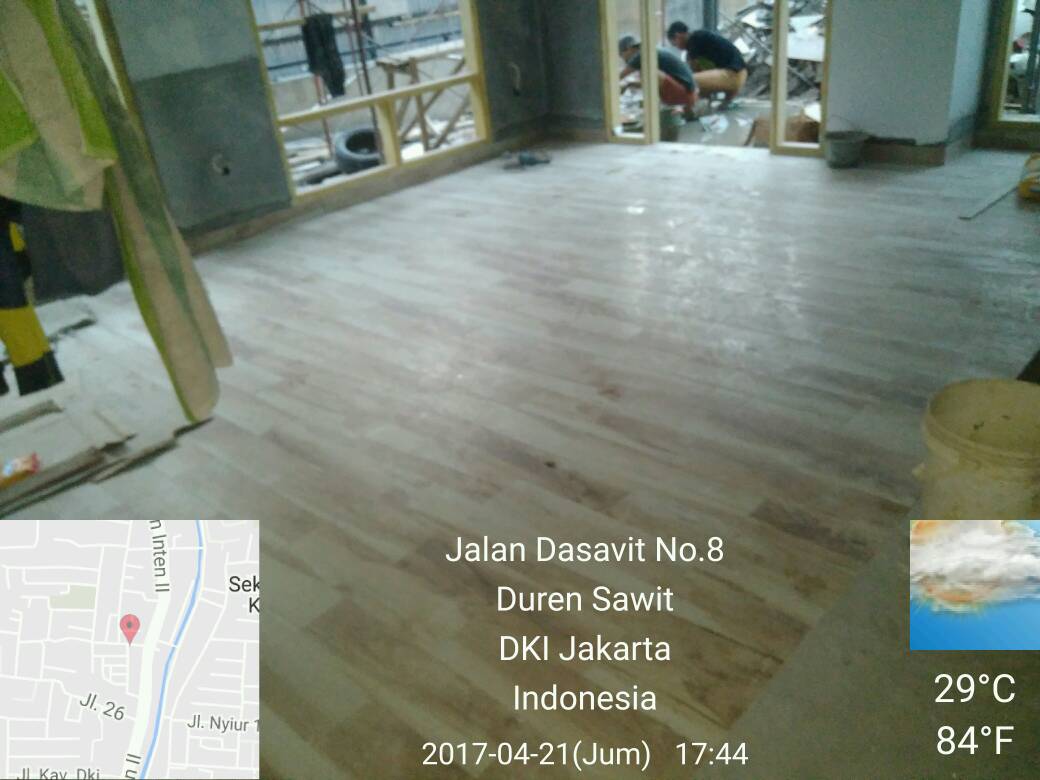 n Inten II
Sek
K
Jl. 26
Jl. Nyiur 1
Jl. Kav. Dki
Jalan Dasavit No.8
Duren Sawit
DKI Jakarta
Indonesia
2017-04-21(Jum) 17:44
29°C
84°F